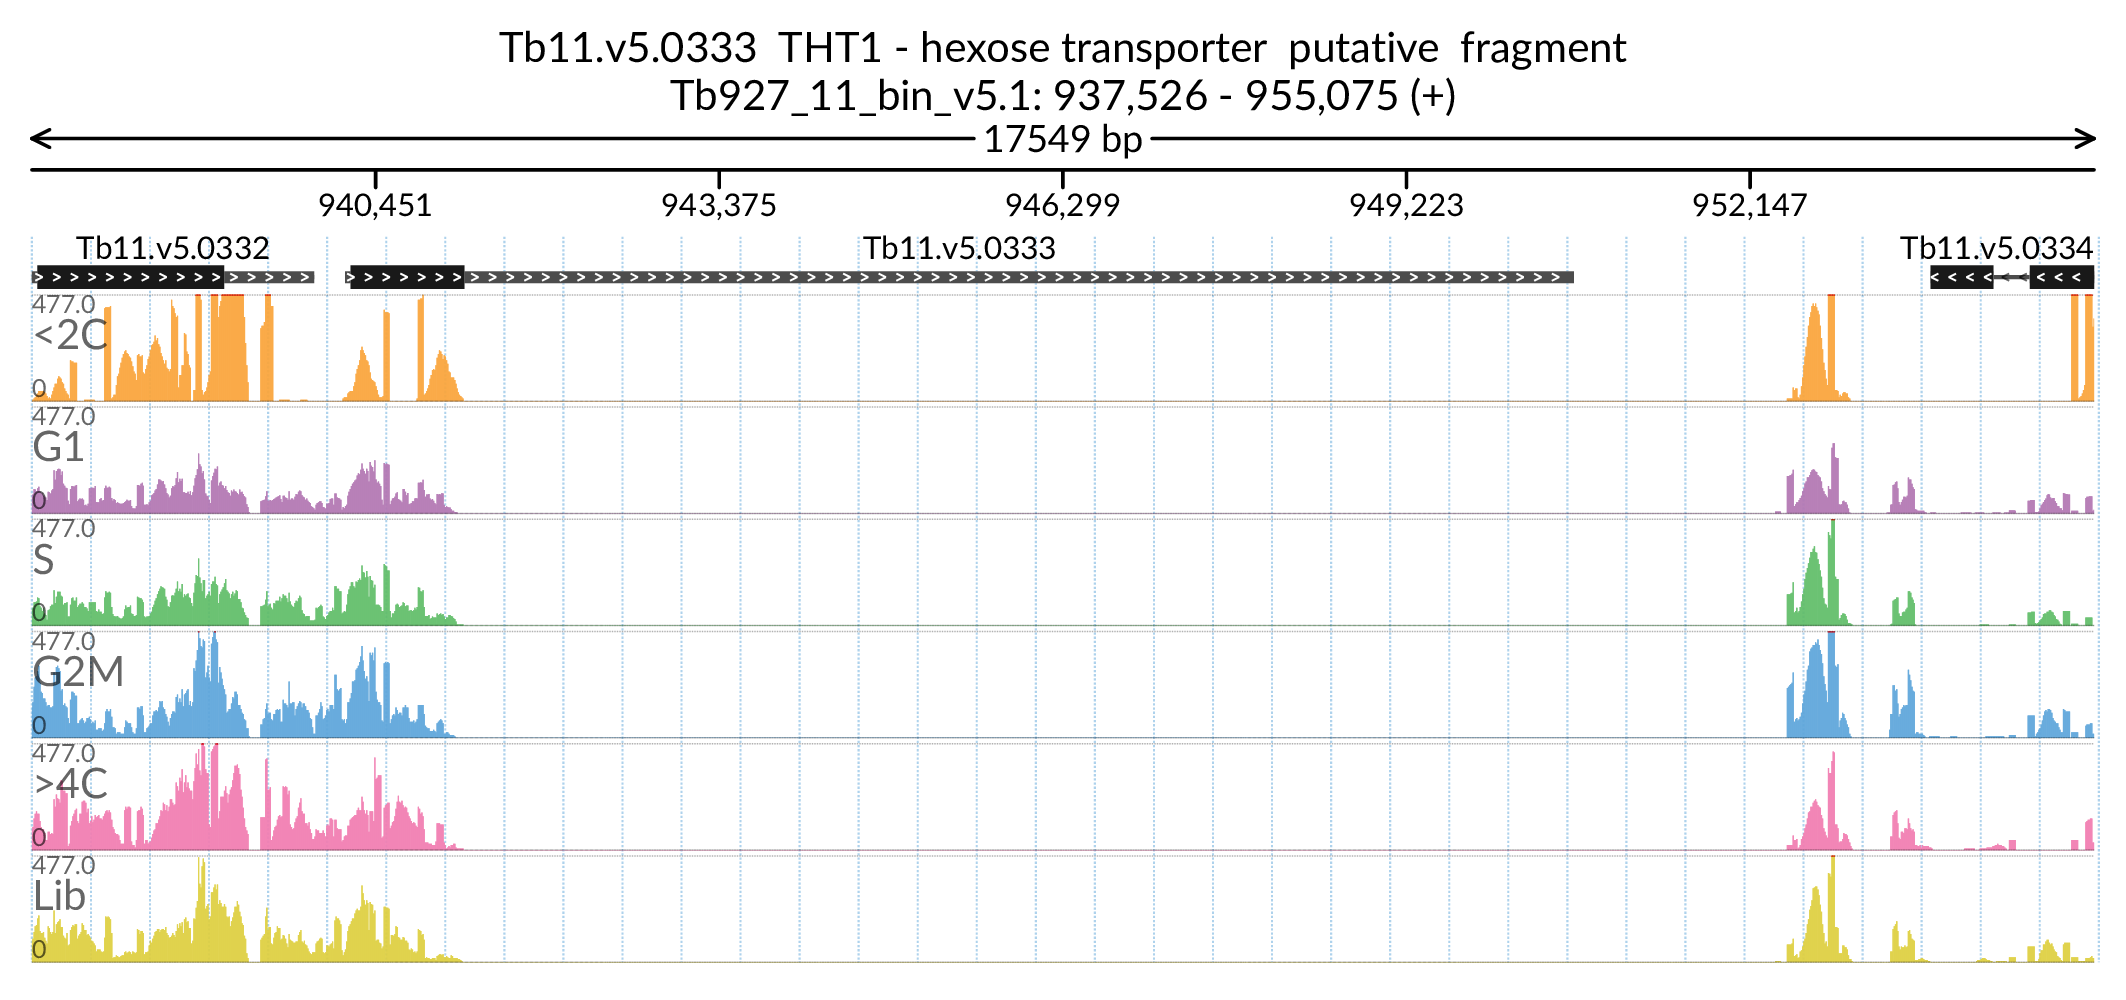 Tb11.v5.0333 THT1 - hexose transporter putative fragment
Tb927_11_bin_v5.1: 937,526 - 955,075 (+)
17549 bp
940,451 943,375 946,299 949,223 952,147
Tb11.v5.0332 Tb11.v5.0333 Tb11.v5.0334
477.0
<2C
0
477.0
G1
0
477.0
S
0
477.0
G2M
0
477.0
>4C
0
477.0
Lib
0